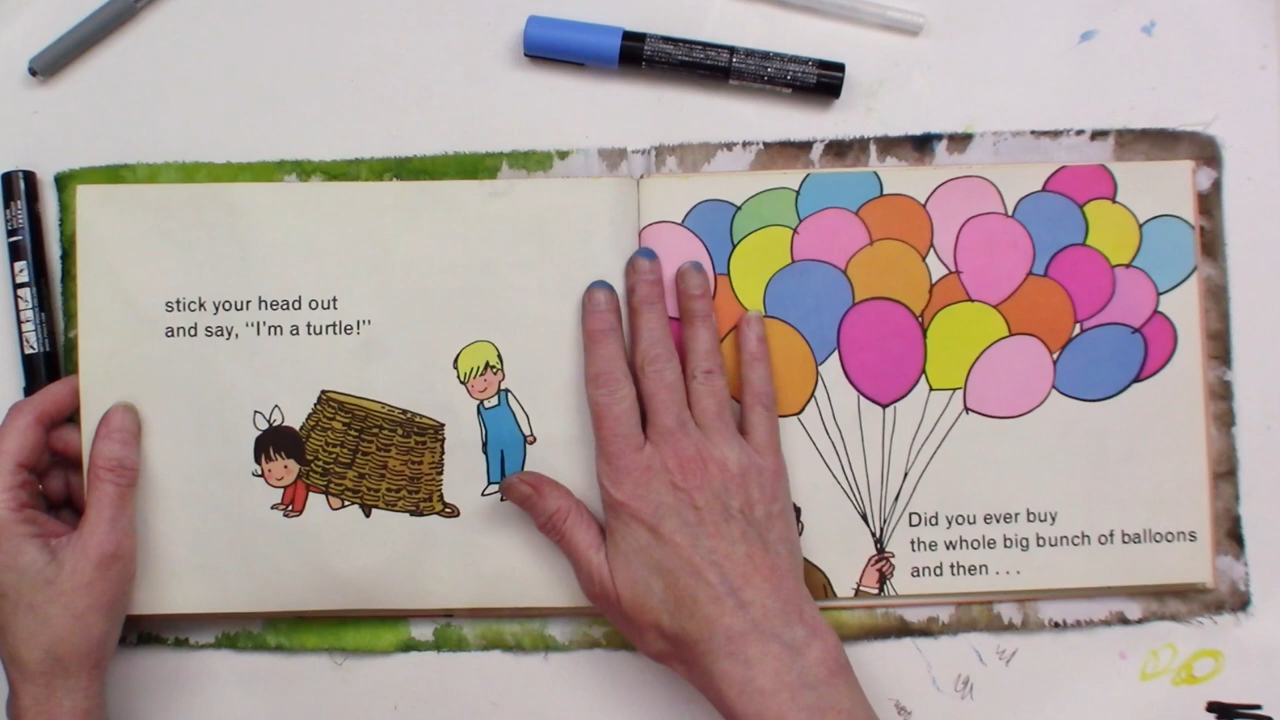 stick your head out
and say, “I’m a turtle!”
Did you ever buy
the whole big bunch of balloons
and then . . .